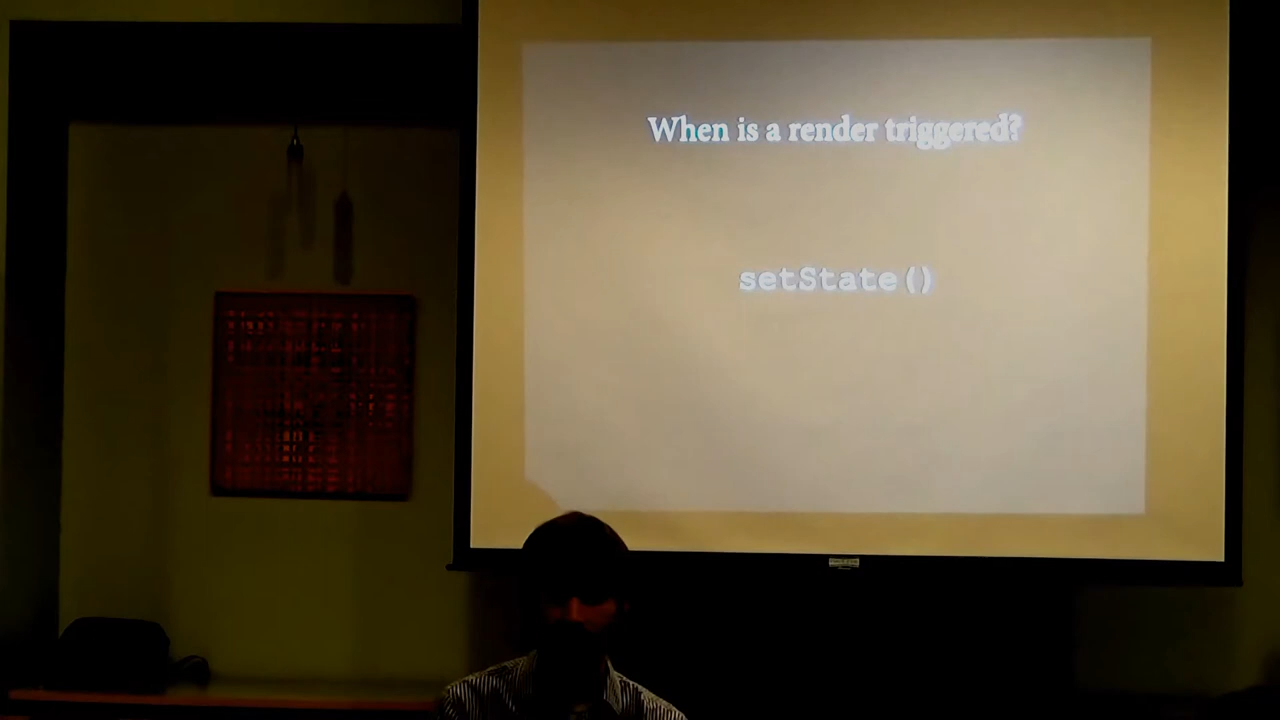 When is a render triggered?
setState()